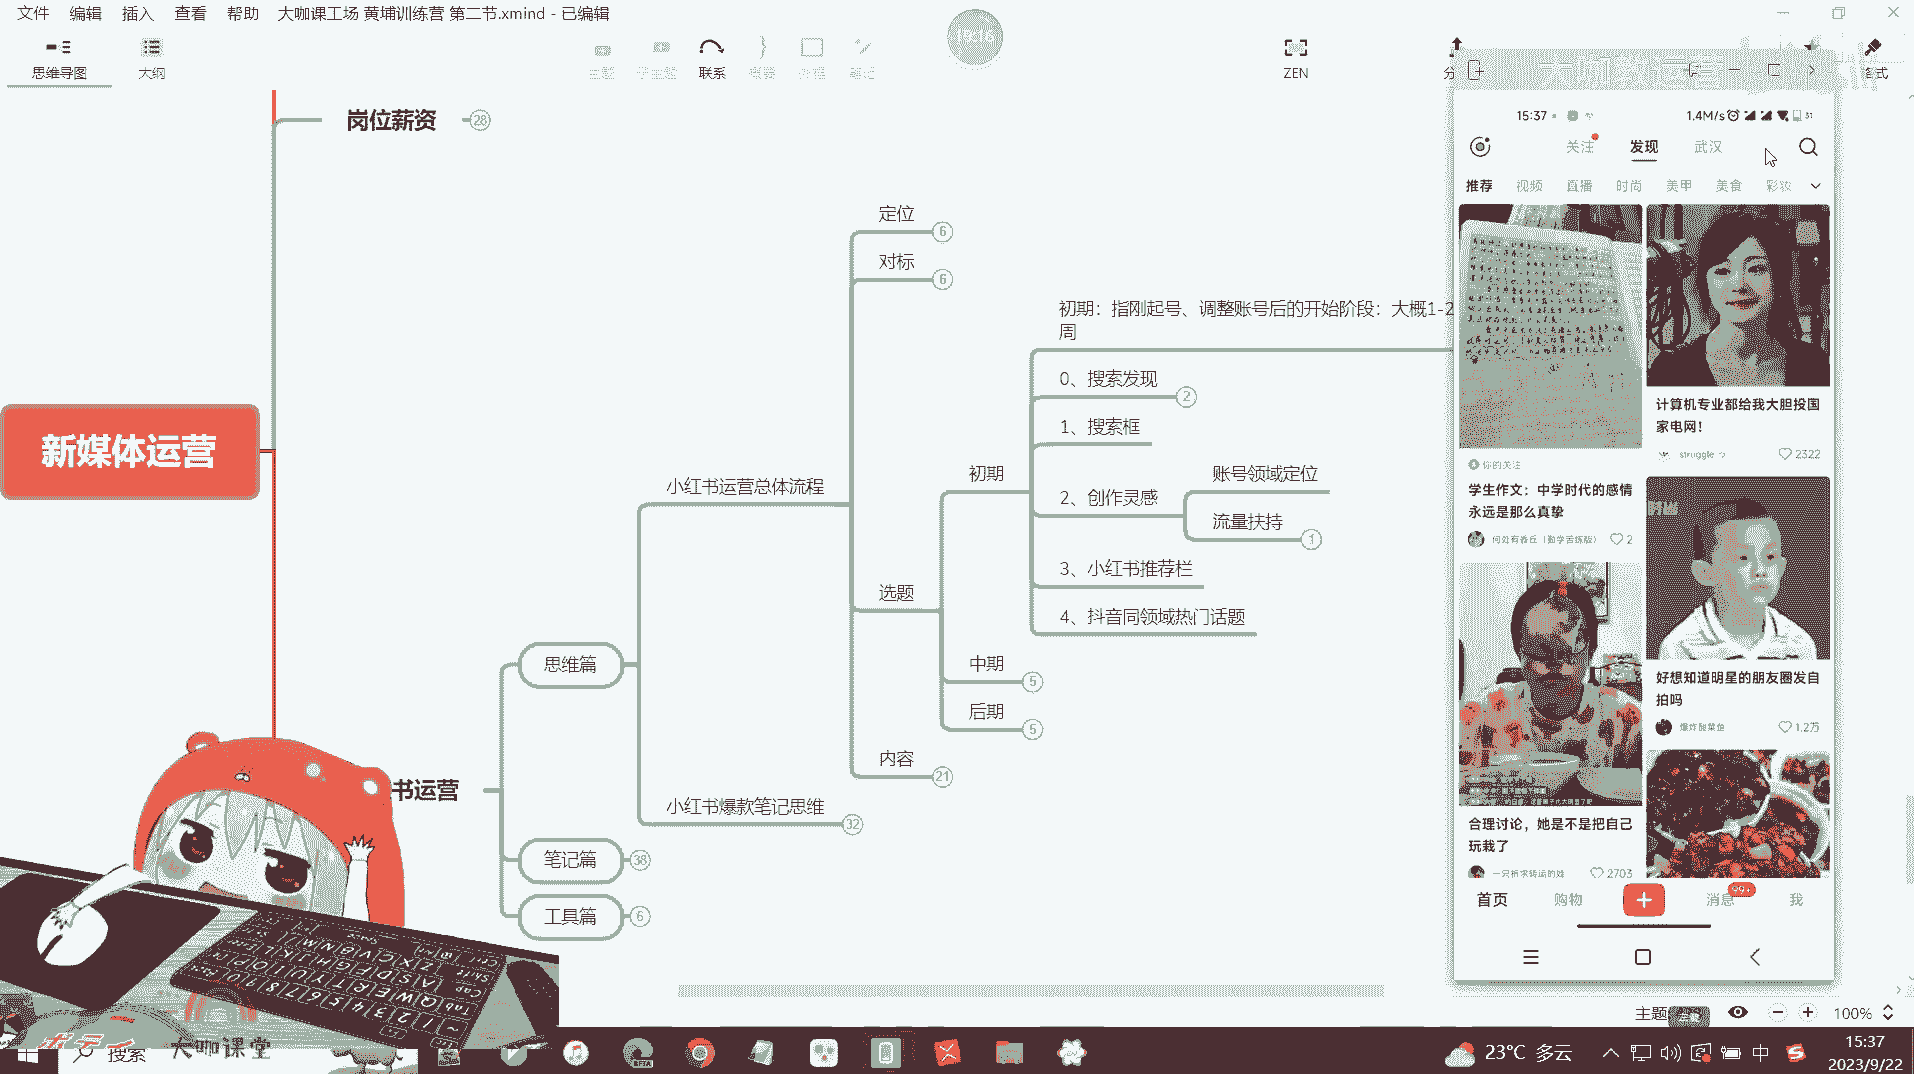 文件 编辑 插入 查看 帮助 大咖课工场 黄埔训练营 第二节.xmind - 已编辑
思维导图
大纲
联系
ZEN
19:16
岗位薪资
28
新媒体运营
书运营
思维篇
笔记篇
38
工具篇
6
小红书运营总体流程
小红书爆款笔记思维
32
定位
6
对标
6
选题
内容
21
初期
中期
5
后期
5
初期：指刚起号、调整账号后的开始阶段：大概1-2
周
0、搜索发现
2
1、搜索框
2、创作灵感
账号领域定位
流量扶持
1
3、小红书推荐栏
4、抖音同领域热门话题
15:37
1.4M/s
关注 发现 武汉
推荐 视频 直播 时尚 美甲 美食 彩妆
你的关注
学生作文：中学时代的感情
永远是那么真挚
2
计算机专业都给我大胆投国
家电网！
struggle
2322
好想知道明星的朋友圈发自
拍吗
1.2万
合理讨论，她是不是把自己
玩栽了
2703
首页 购物 消息 99+ 我
主题
100%
搜索
大咖课堂
23°C 多云
中
15:37
2023/9/22